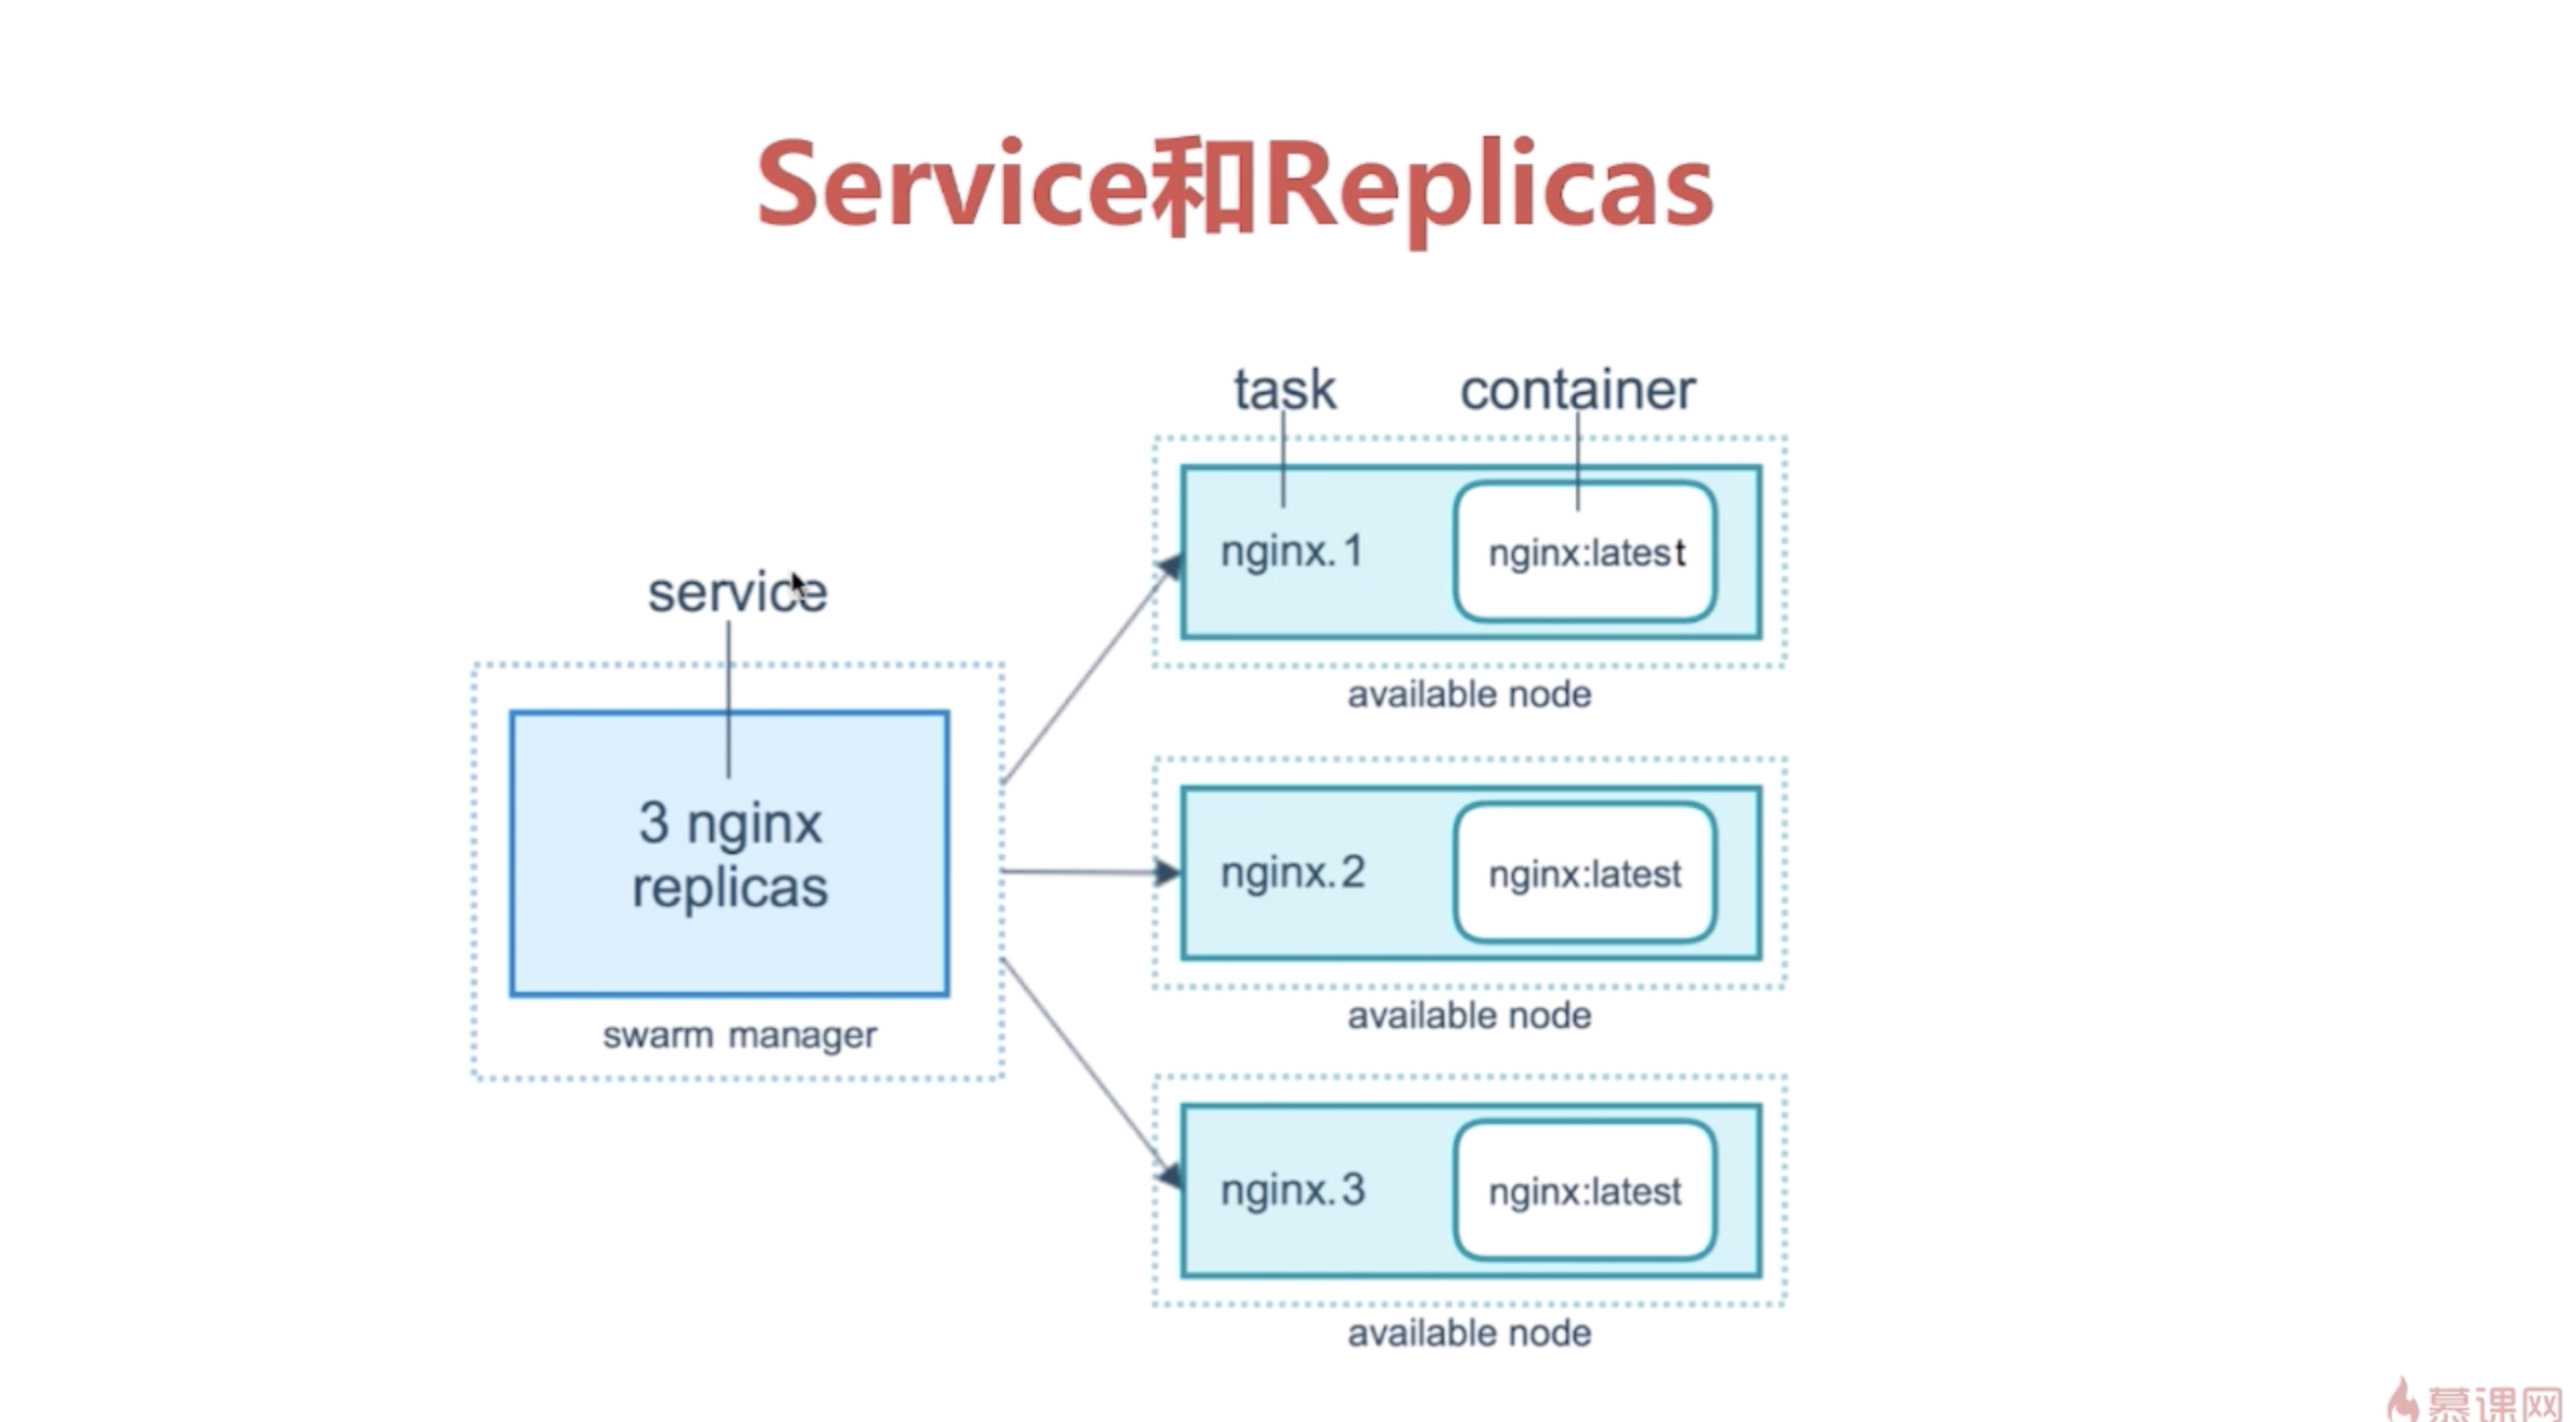 Service和Replicas
task
container
nginx.1
nginx:latest
available node
service
3 nginx
replicas
swarm manager
nginx.2
nginx:latest
available node
nginx.3
nginx:latest
available node
慕课网